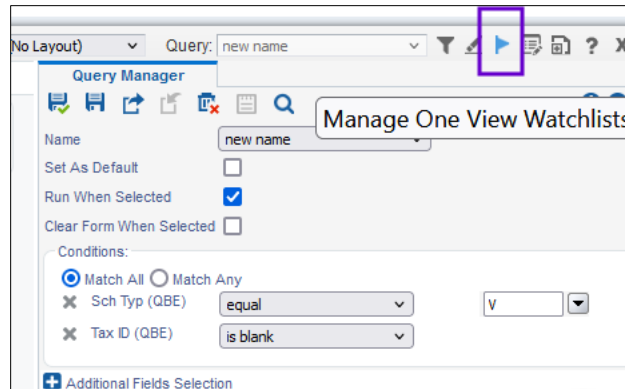 (No Layout) Query: new name ?
Query Manager
Manage One View Watchlists
Name new name
Set As Default
Run When Selected
Clear Form When Selected
Conditions:
Match All Match Any
Sch Typ (QBE) equal V
Tax ID (QBE) is blank
Additional Fields Selection